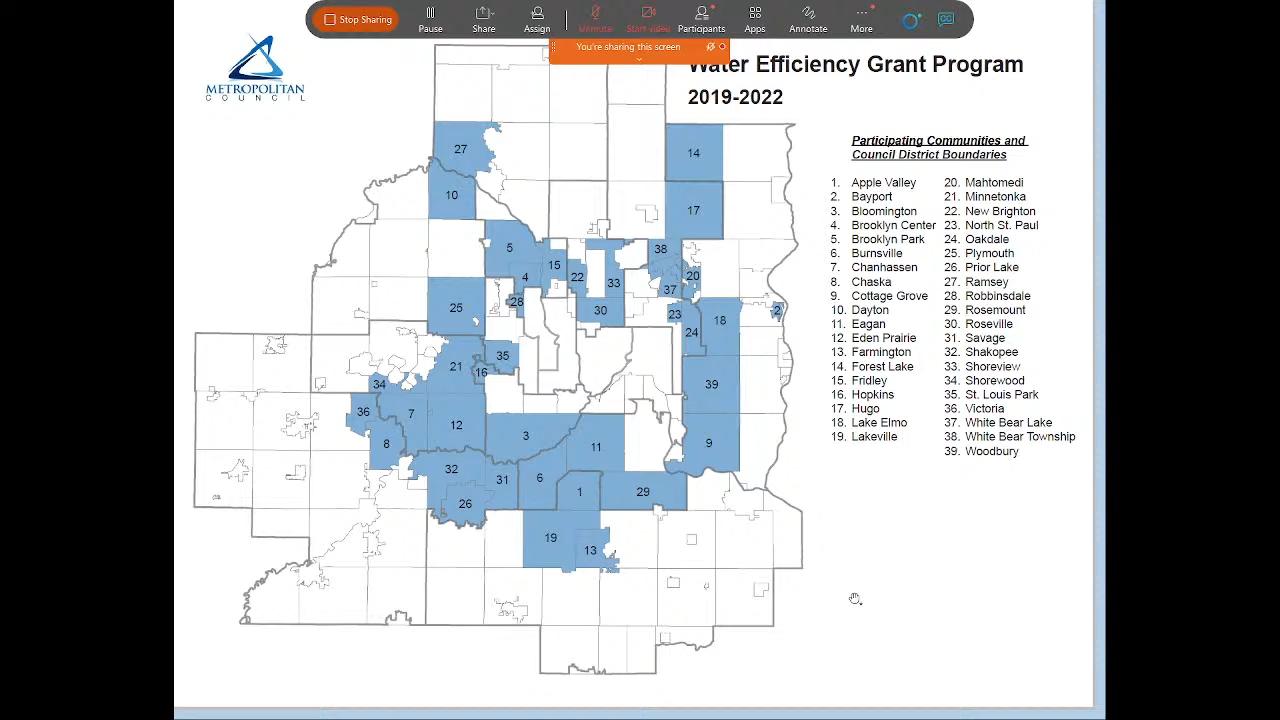 Stop Sharing
Pause
Share
Assign
Unmute
Start video
Participants
Apps
Annotate
More
CC
You're sharing this screen
METROPOLITAN
COUNCIL
Water Efficiency Grant Program
2019-2022
Participating Communities and
Council District Boundaries
1. Apple Valley
2. Bayport
3. Bloomington
4. Brooklyn Center
5. Brooklyn Park
6. Burnsville
7. Chanhassen
8. Chaska
9. Cottage Grove
10. Dayton
11. Eagan
12. Eden Prairie
13. Farmington
14. Forest Lake
15. Fridley
16. Hopkins
17. Hugo
18. Lake Elmo
19. Lakeville
20. Mahtomedi
21. Minnetonka
22. New Brighton
23. North St. Paul
24. Oakdale
25. Plymouth
26. Prior Lake
27. Ramsey
28. Robbinsdale
29. Rosemount
30. Roseville
31. Savage
32. Shakopee
33. Shoreview
34. Shorewood
35. St. Louis Park
36. Victoria
37. White Bear Lake
38. White Bear Township
39. Woodbury
27
14
10
17
5
38
15
4
22
33
20
37
25
28
30
23
18
2
24
35
21
16
34
39
36
7
12
3
11
9
8
32
31
6
1
29
26
19
13